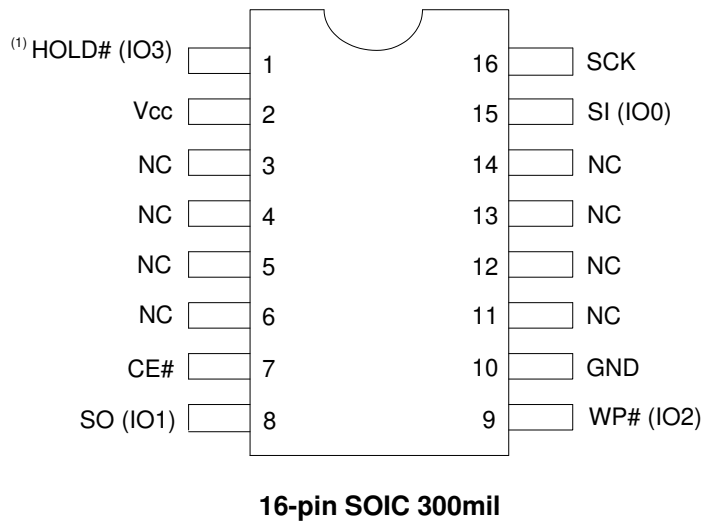 (1) HOLD# (IO3) 1 16 SCK
Vcc 2 15 SI (IO0)
NC 3 14 NC
NC 4 13 NC
NC 5 12 NC
NC 6 11 NC
CE# 7 10 GND
SO (IO1) 8 9 WP# (IO2)
16-pin SOIC 300mil